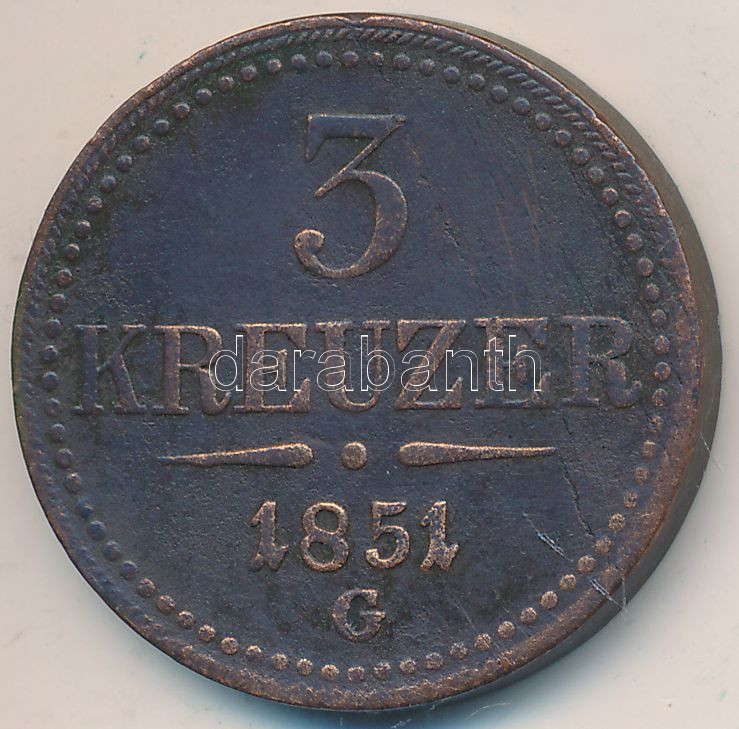 3
KREUZER
darabanth
1851
G